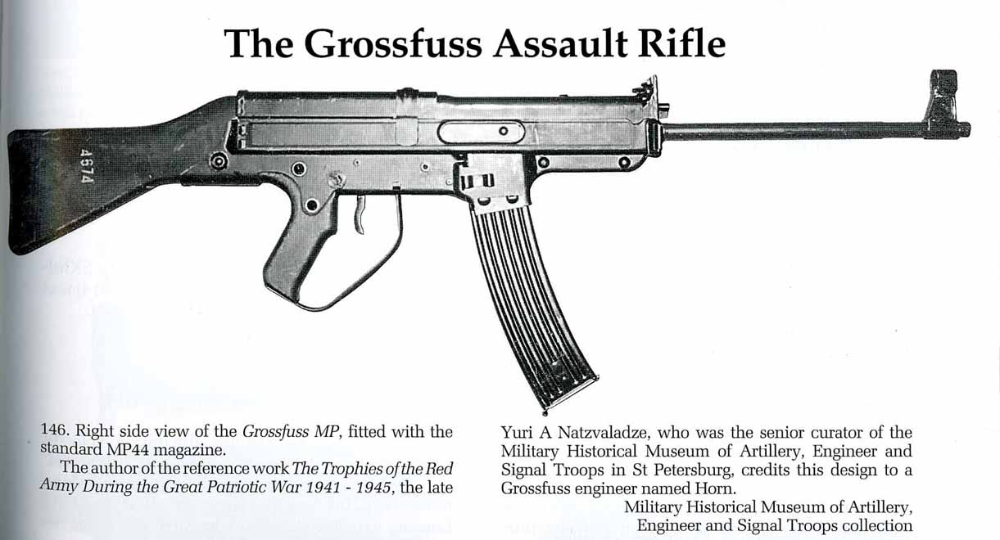 The Grossfuss Assault Rifle
4674
146. Right side view of the Grossfuss MP, fitted with the
standard MP44 magazine.
The author of the reference work The Trophies of the Red
Army During the Great Patriotic War 1941 - 1945, the late
Yuri A Natzvaladze, who was the senior curator of the
Military Historical Museum of Artillery, Engineer and
Signal Troops in St Petersburg, credits this design to a
Grossfuss engineer named Horn.
Military Historical Museum of Artillery,
Engineer and Signal Troops collection